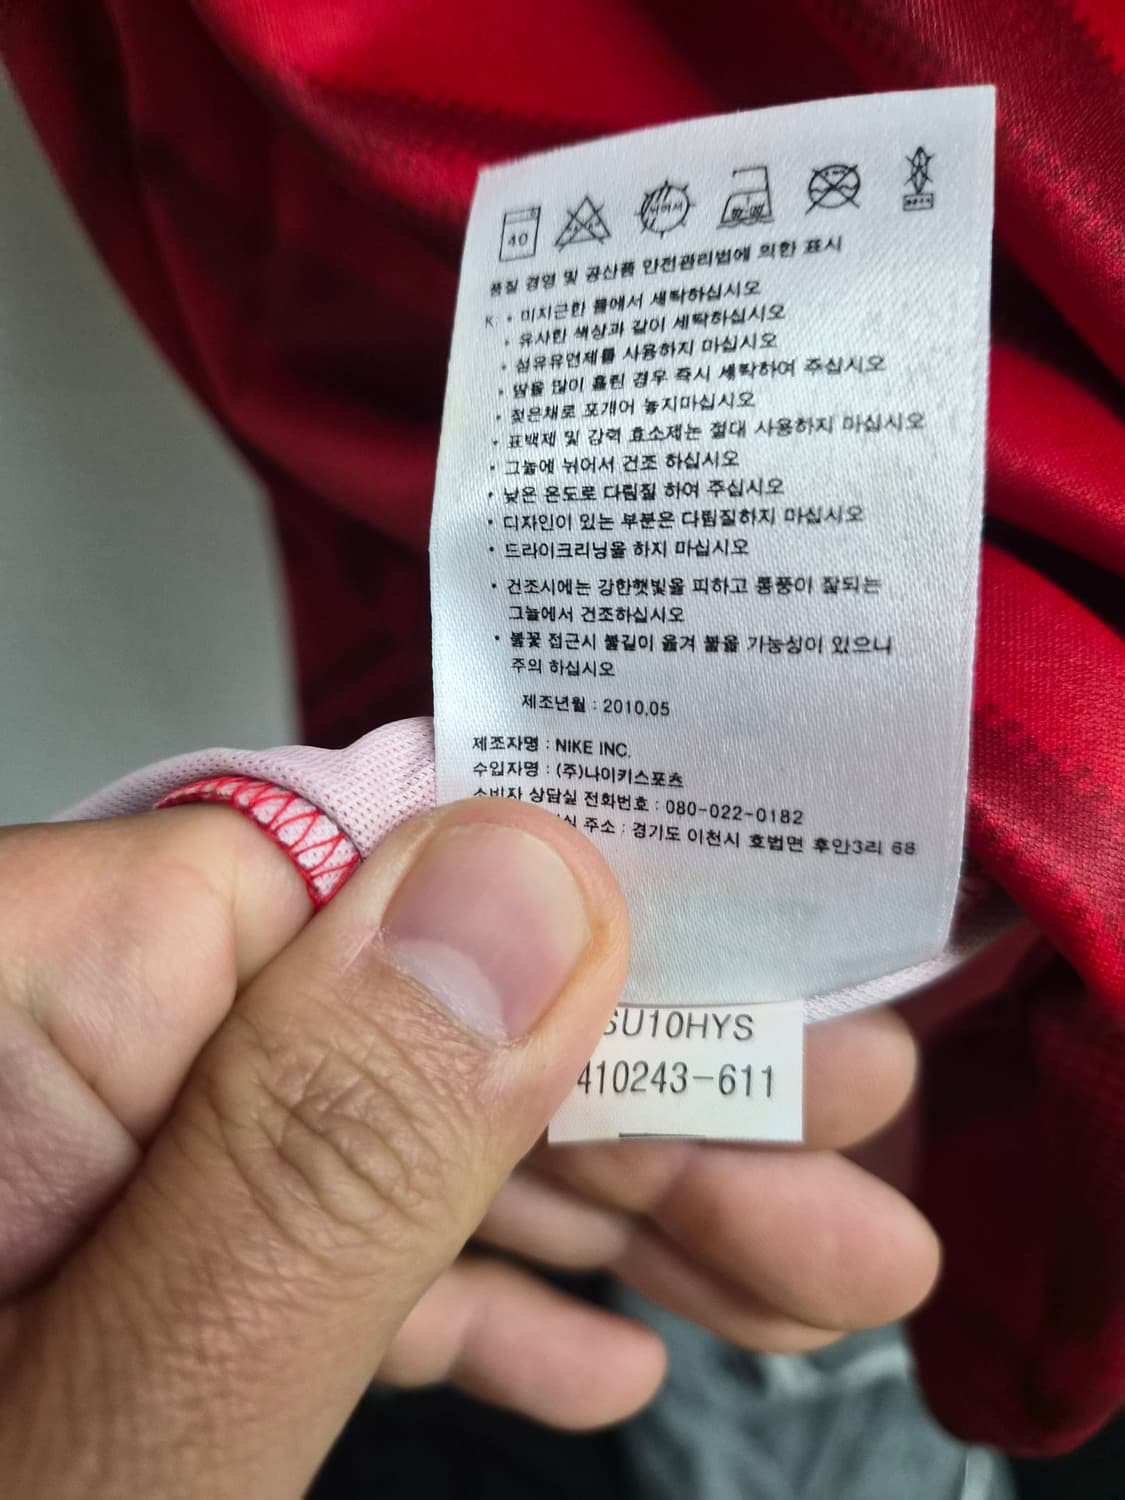 40
품질 경영 및 공산품 안전관리법에 의한 표시
K • 미지근한 물에서 세탁하십시오
• 유사한 색상과 같이 세탁하십시오
• 섬유유연제를 사용하지 마십시오
• 땀을 많이 흘린 경우 즉시 세탁하여 주십시오
• 젖은채로 포개어 놓지마십시오
• 표백제 및 강력 효소제는 절대 사용하지 마십시오
• 그늘에 뉘어서 건조 하십시오
• 낮은 온도로 다림질 하여 주십시오
• 디자인이 있는 부분은 다림질하지 마십시오
• 드라이크리닝을 하지 마십시오
• 건조시에는 강한햇빛을 피하고 통풍이 잘되는
그늘에서 건조하십시오
• 불꽃 접근시 불길이 옮겨 붙을 가능성이 있으니
주의 하십시오
제조년월 : 2010.05
제조자명 : NIKE INC.
수입자명 : (주)나이키스포츠
소비자 상담실 전화번호 : 080-022-0182
주소 : 경기도 이천시 호법면 후안3리 68
SU10HYS
410243-611